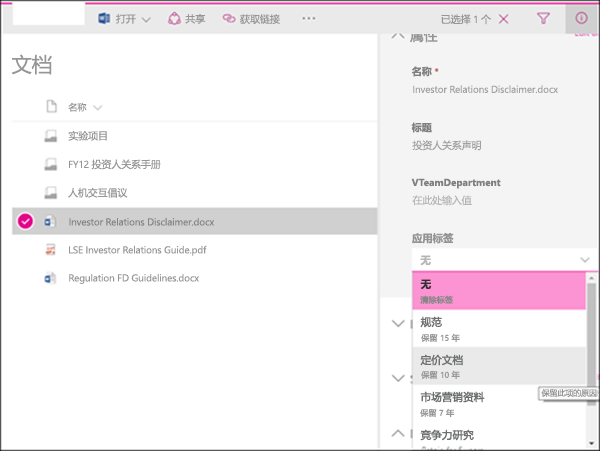 打开
共享
获取链接
已选择 1 个
文档
名称
实验项目
FY12 投资人关系手册
人机交互倡议
Investor Relations Disclaimer.docx
LSE Investor Relations Guide.pdf
Regulation FD Guidelines.docx
属性
名称 *
Investor Relations Disclaimer.docx
标题
投资人关系声明
VTeamDepartment
在此处输入值
应用标签
无
无
清除标签
规范
保留 15 年
定价文档
保留 10 年
保留此项的原因
市场营销资料
保留 7 年
竞争力研究